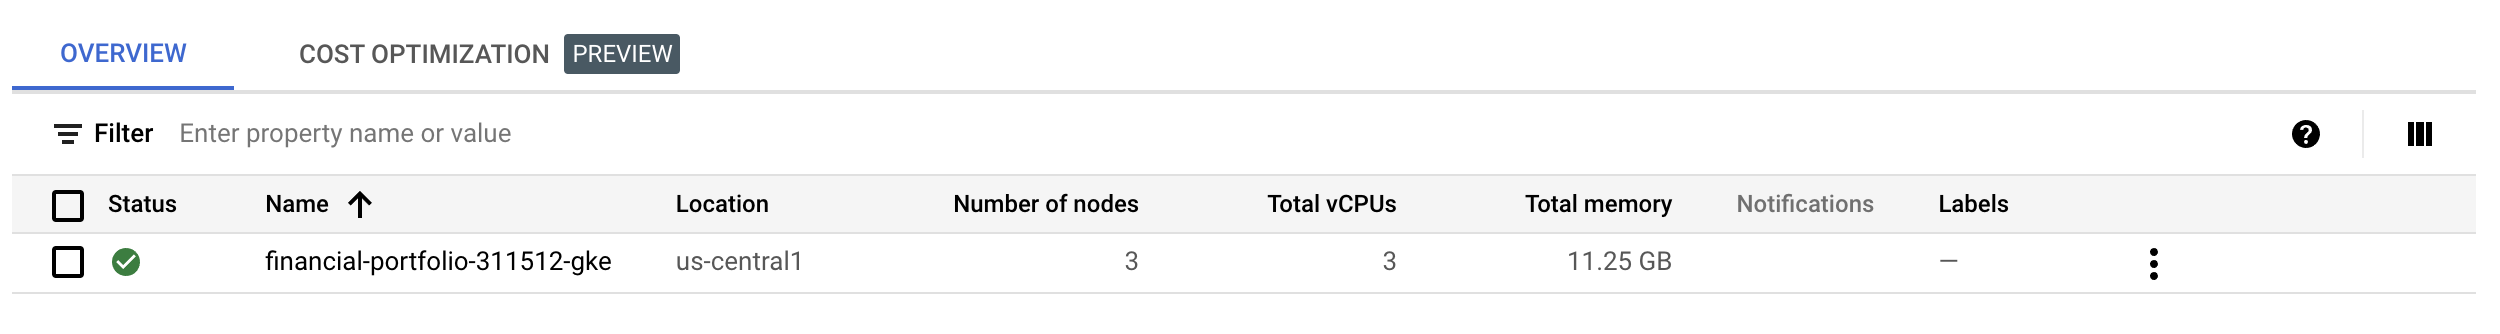 OVERVIEW COST OPTIMIZATION PREVIEW
Filter Enter property name or value
Status Name Location Number of nodes Total vCPUs Total memory Notifications Labels
financial-portfolio-311512-gke us-central1 3 3 11.25 GB —